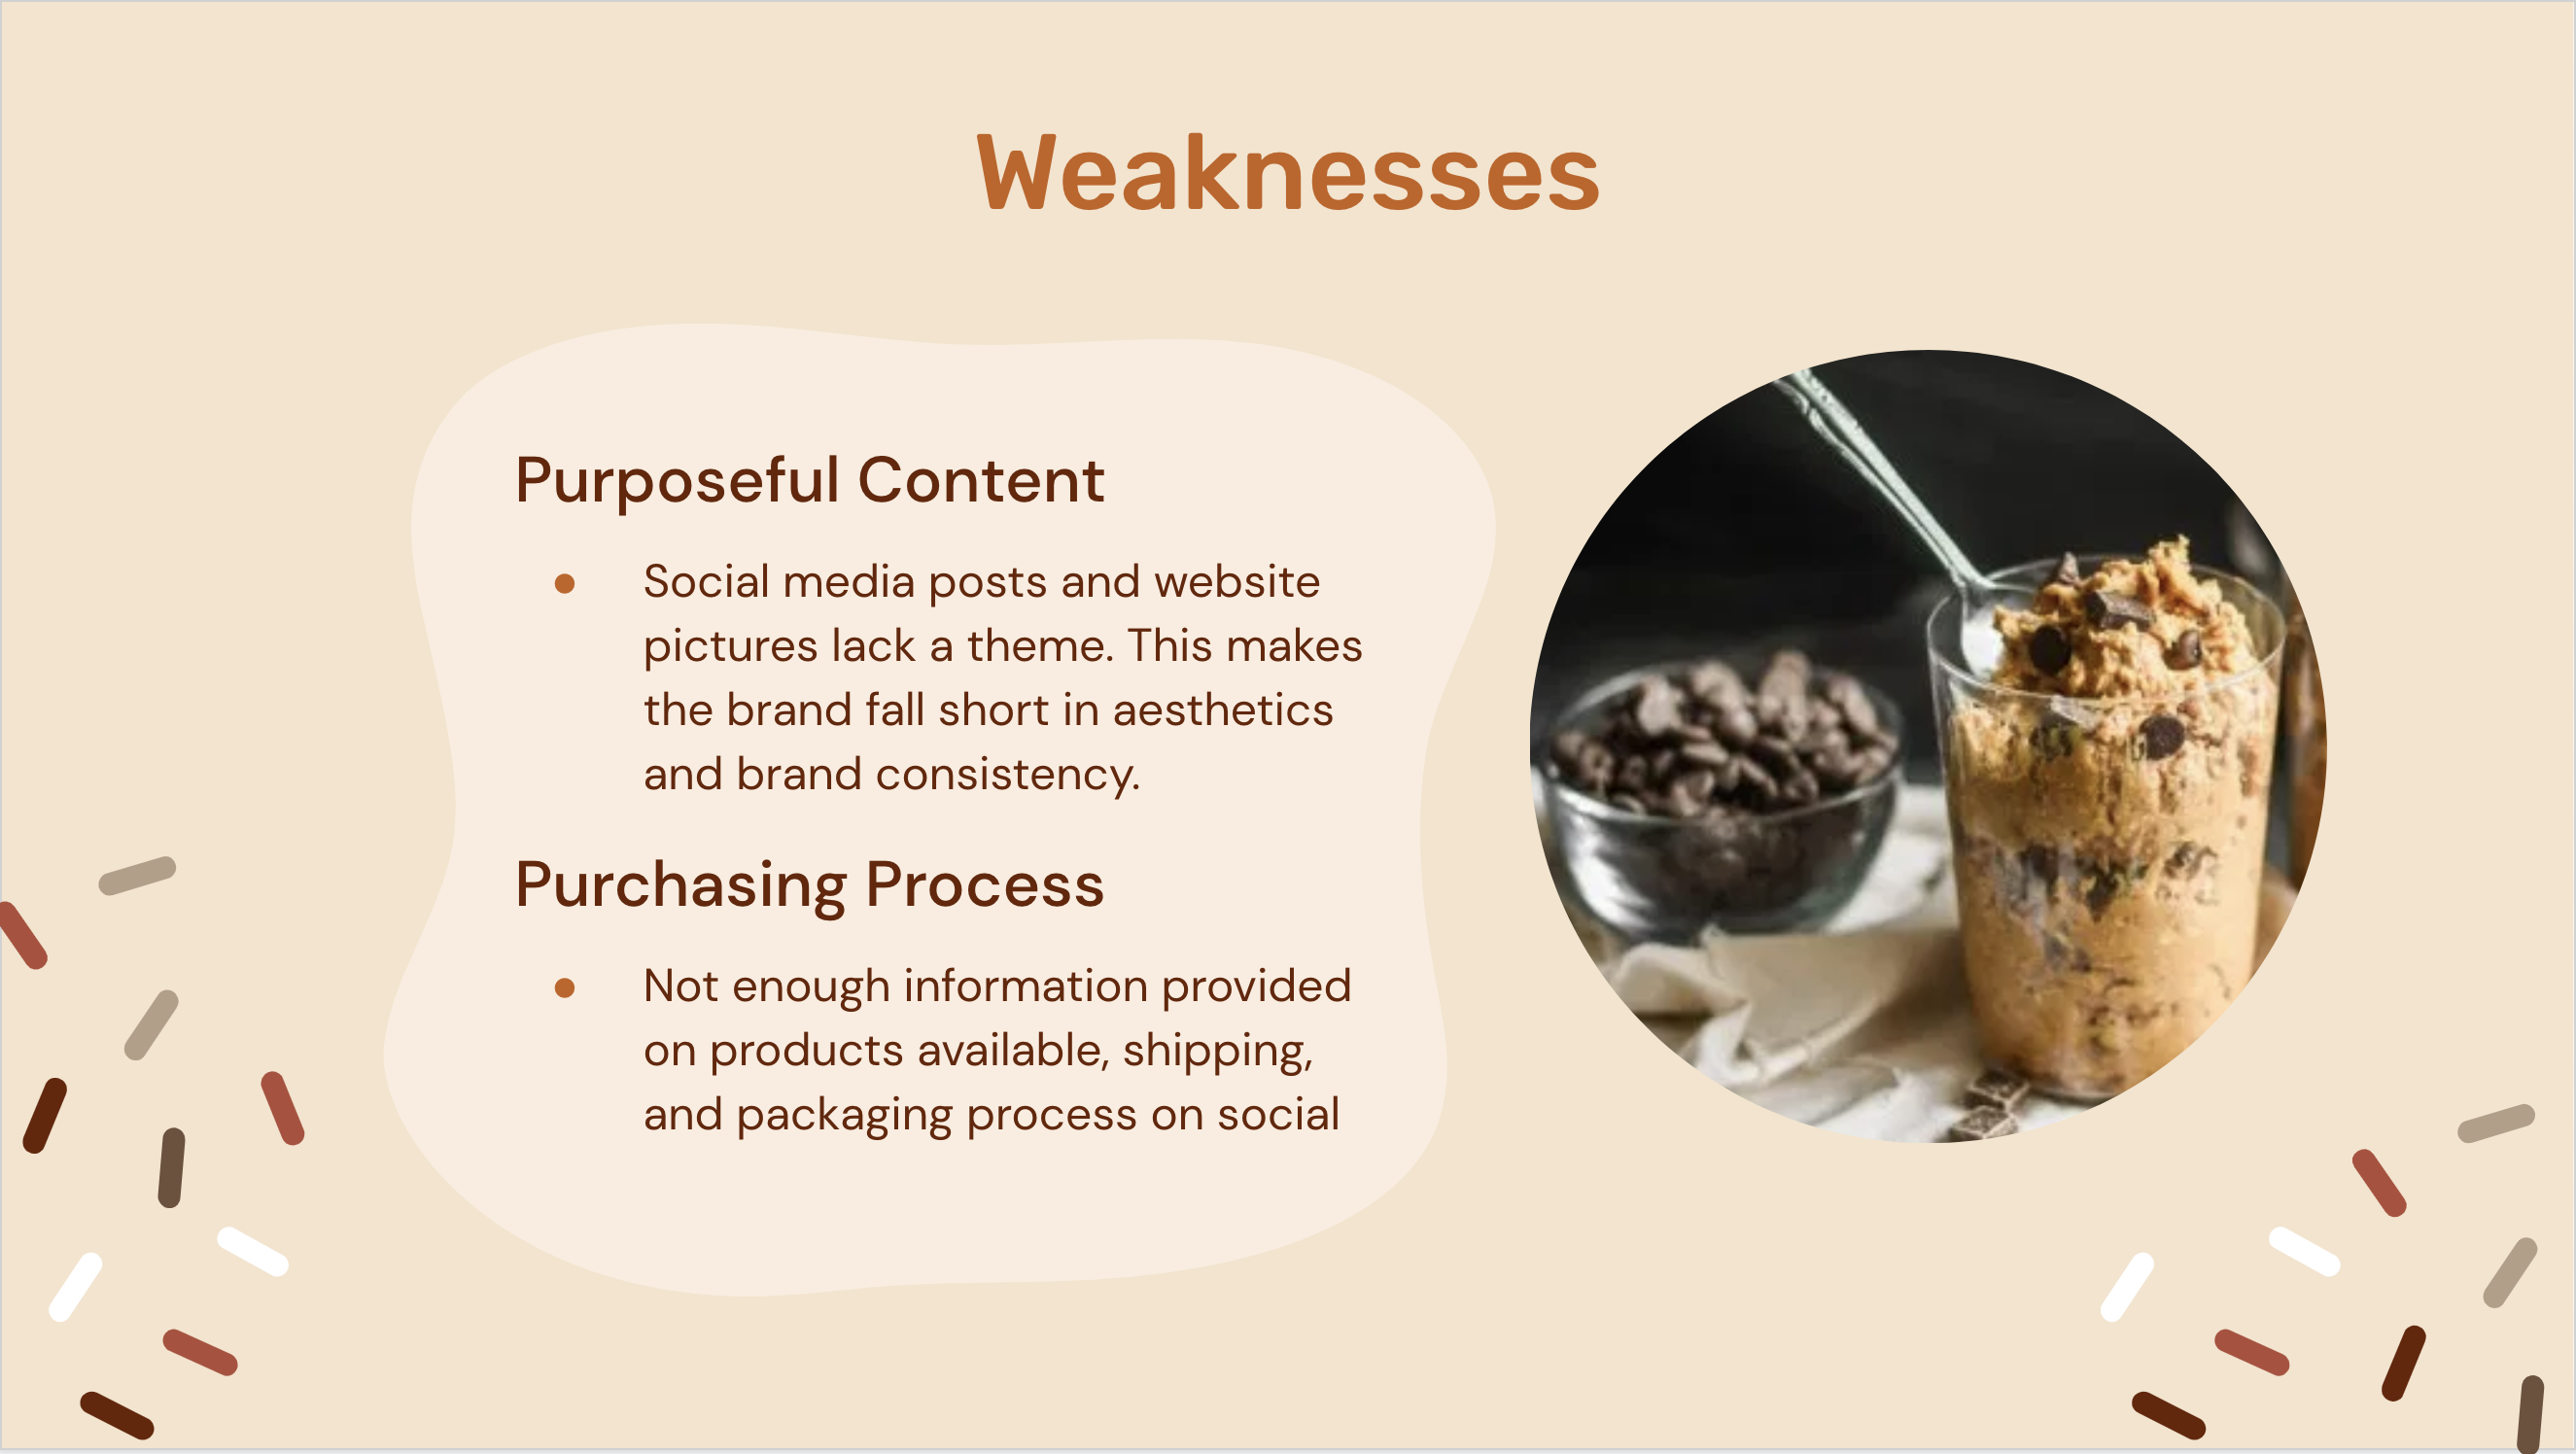 Weaknesses
Purposeful Content
● Social media posts and website
pictures lack a theme. This makes
the brand fall short in aesthetics
and brand consistency.
Purchasing Process
● Not enough information provided
on products available, shipping,
and packaging process on social